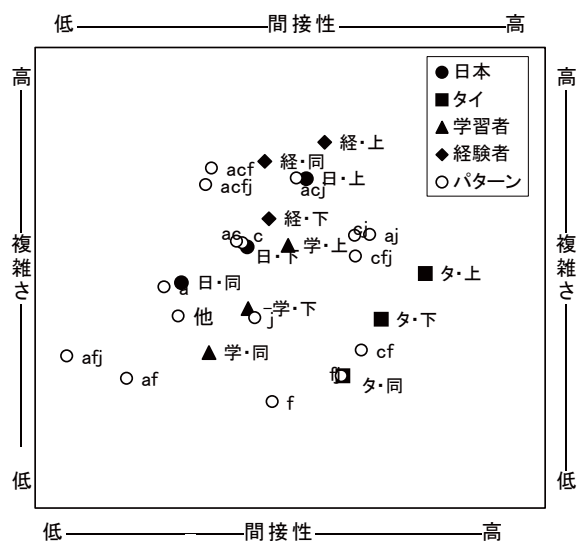 低 間接性 高
高 高
日本
タイ
学習者
経験者
パターン
経・上
経・同
acf
acfj
acj
日・上
経・下
ac
c
cj
aj
日・下
学・上
cfj
複雑さ 複雑さ
タ・上
日・同
a
他
学・下
j
タ・下
学・同
cf
afj
af
fj
タ・同
f
低 低
低 間接性 高